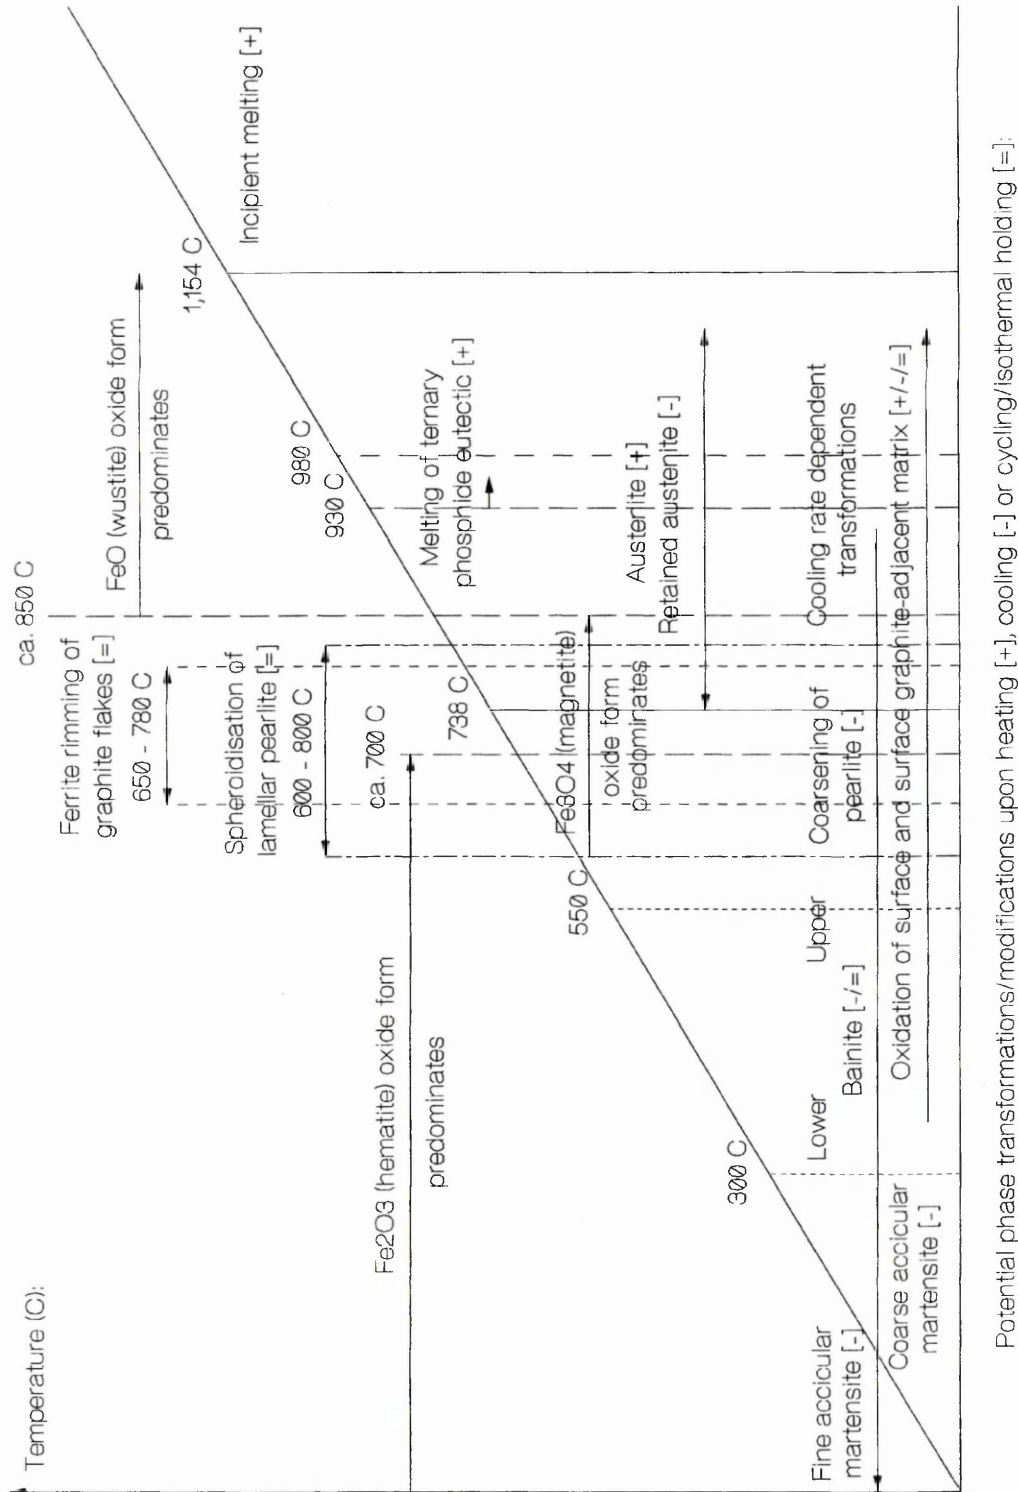 Temperature (C):
ca. 850 C
Ferrite rimming of
graphite flakes [=]
650 - 780 C
FeO (wustite) oxide form
predominates
1,154 C
Incipient melting [+]
Spheroidisation of
lamellar pearlite [=]
600 - 800 C
ca. 700 C
980 C
930 C
738 C
Melting of ternary
phosphide eutectic [+]
Fe2O3 (hematite) oxide form
predominates
550 C
Fe3O4 (magnetite)
oxide form
predominates
Austenite [+]
Retained austenite [-]
300 C
Fine accicular
martensite [-]
Lower
Upper
Bainite [-/=]
Coarsening of
pearlite [-]
Cooling rate dependent
transformations
Coarse accicular
martensite [-]
Oxidation of surface and surface graphite-adjacent matrix [+/-/=]
Potential phase transformations/modifications upon heating [+], cooling [-] or cycling/isothermal holding [=]: